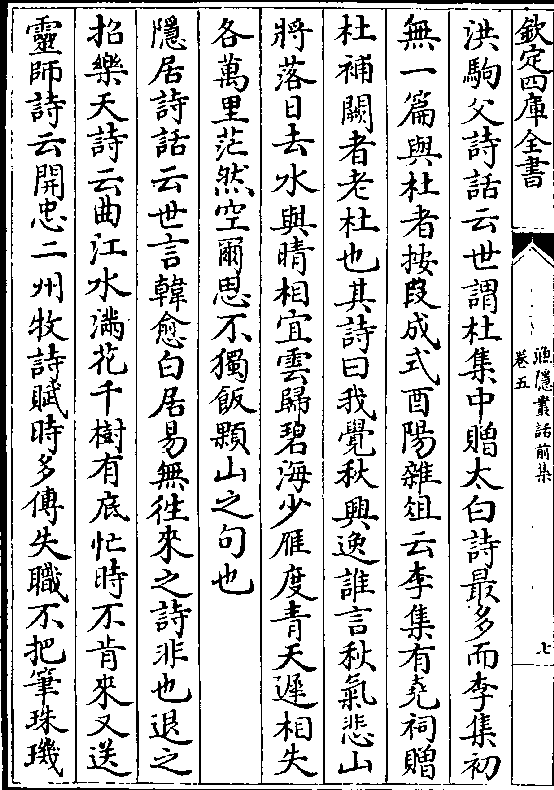 欽定四庫全書
漁隱叢話前集
卷五
七
洪駒父詩話云世謂杜集中贈太白詩最多而李集初
無一篇與杜者按段成式酉陽雜俎云李集有堯祠贈
杜補闕者老杜也其詩曰我覺秋興逸誰言秋氣悲山
將落日去水與晴相宜雲歸碧海少雁度青天遲相失
各萬里茫然空爾思不獨飯顆山之句也
隱居詩話云世言韓愈白居易無徃來之詩非也退之
招樂天詩云曲江水滿花千樹有底忙時不肯來又送
靈師詩云開忠二州牧詩賦時多傳失職不把筆珠璣